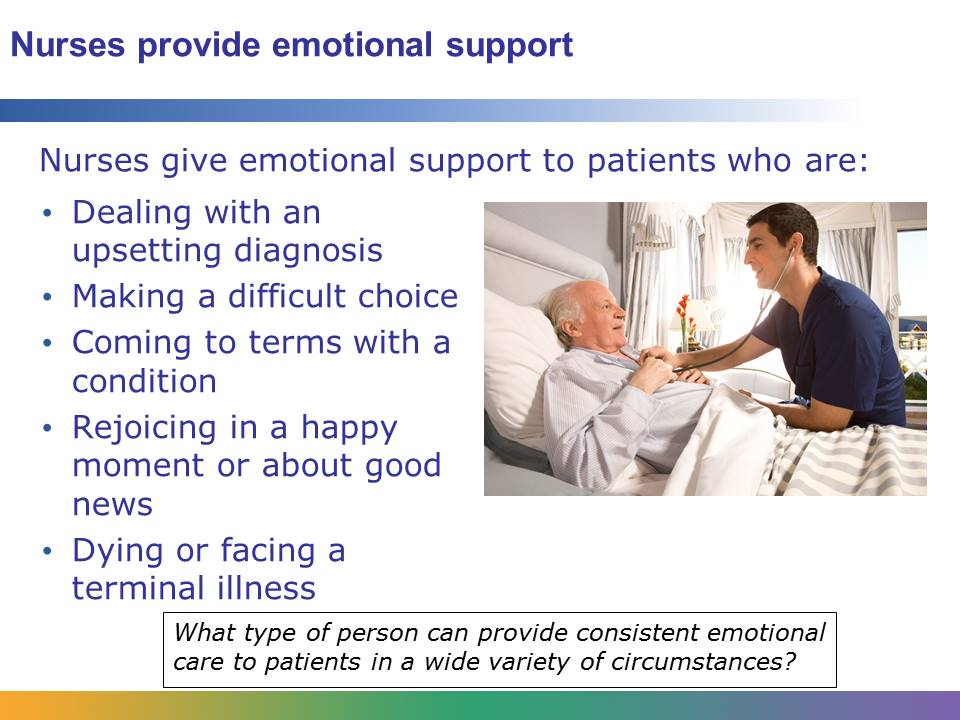 Nurses provide emotional support
Nurses give emotional support to patients who are:
• Dealing with an
upsetting diagnosis
• Making a difficult choice
• Coming to terms with a
condition
• Rejoicing in a happy
moment or about good
news
• Dying or facing a
terminal illness
What type of person can provide consistent emotional
care to patients in a wide variety of circumstances?